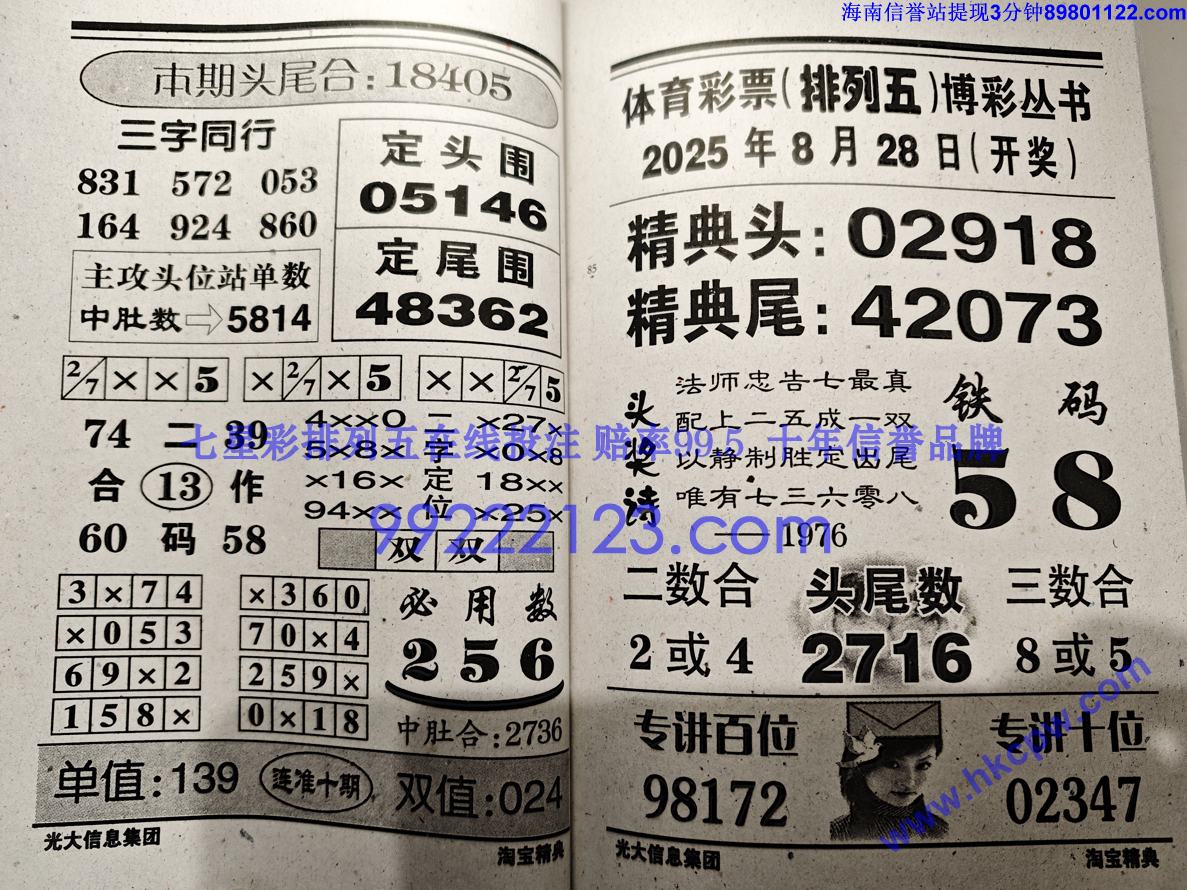 海南信誉站提现3分钟89801122.com
本期头尾合:18405
三字同行
831 572 053
164 924 860
主攻头位站单数
中肚数⇨5814
定头围
05146
定尾围
48362
2/7 × × 5
× 2/7 × 5
× × 2/7 5
74 二 39
合 13 作
60 码 58
4××0 二 ×27×
5×8× 字 ×0×8
×16× 定 18××
94×× 位 ×25×
双 双
3×74
×053
69×2
158×
×360
70×4
259×
0×18
必用数
256
中肚合:2736
单值:139
连准十期
双值:024
光大信息集团
淘宝精典
体育彩票(排列五)博彩丛书
2025年8月28日(开奖)
85
精典头:02918
精典尾:42073
头奖诗
法师忠告七最真
配上二五成一双
以静制胜定出尾
唯有七三六零八
——1976
铁码
58
二数合
2或4
头尾数
2716
三数合
8或5
专讲百位
98172
专讲十位
02347
光大信息集团
淘宝精典
七星彩排列五在线投注 赔率99.5 十年信誉品牌
99222123.com
www.hkcpw.com